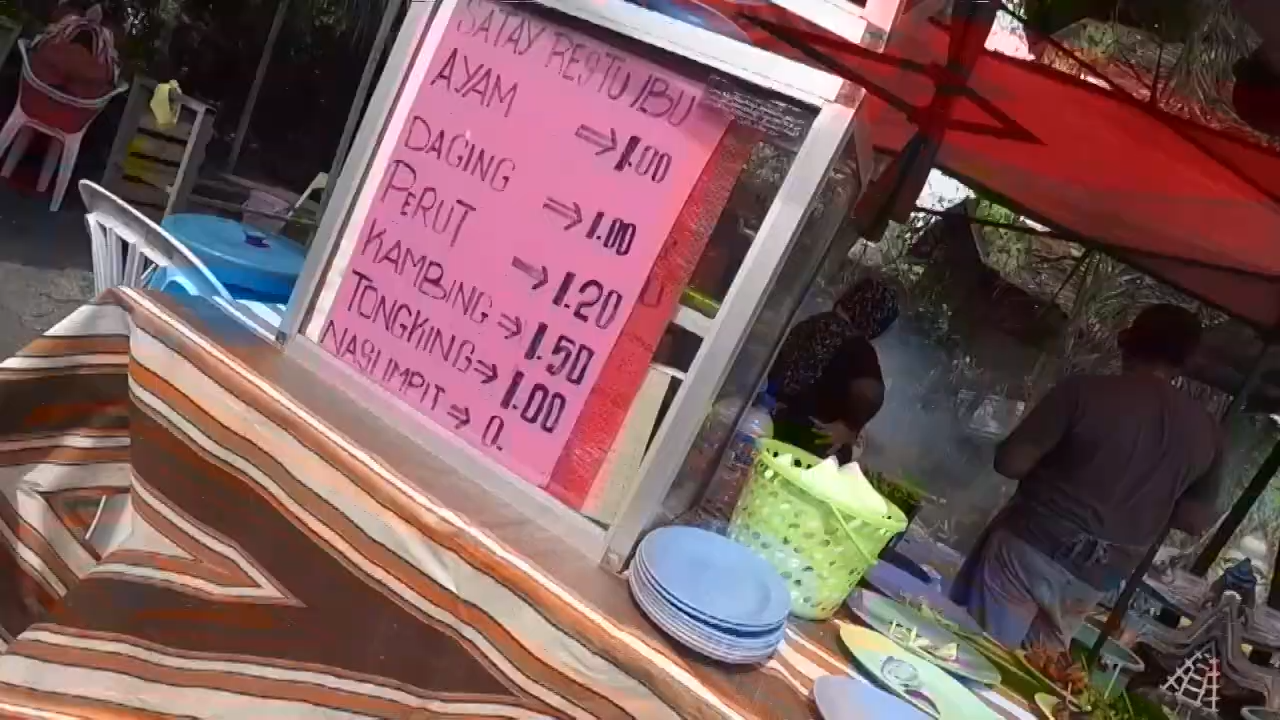 SATAY RESTU IBU
AYAM ⇒ 1.00
DAGING ⇒ 1.00
PERUT ⇒ 1.20
KAMBING ⇒ 1.50
TONGKING ⇒ 1.00
NASI IMPIT ⇒ 0.